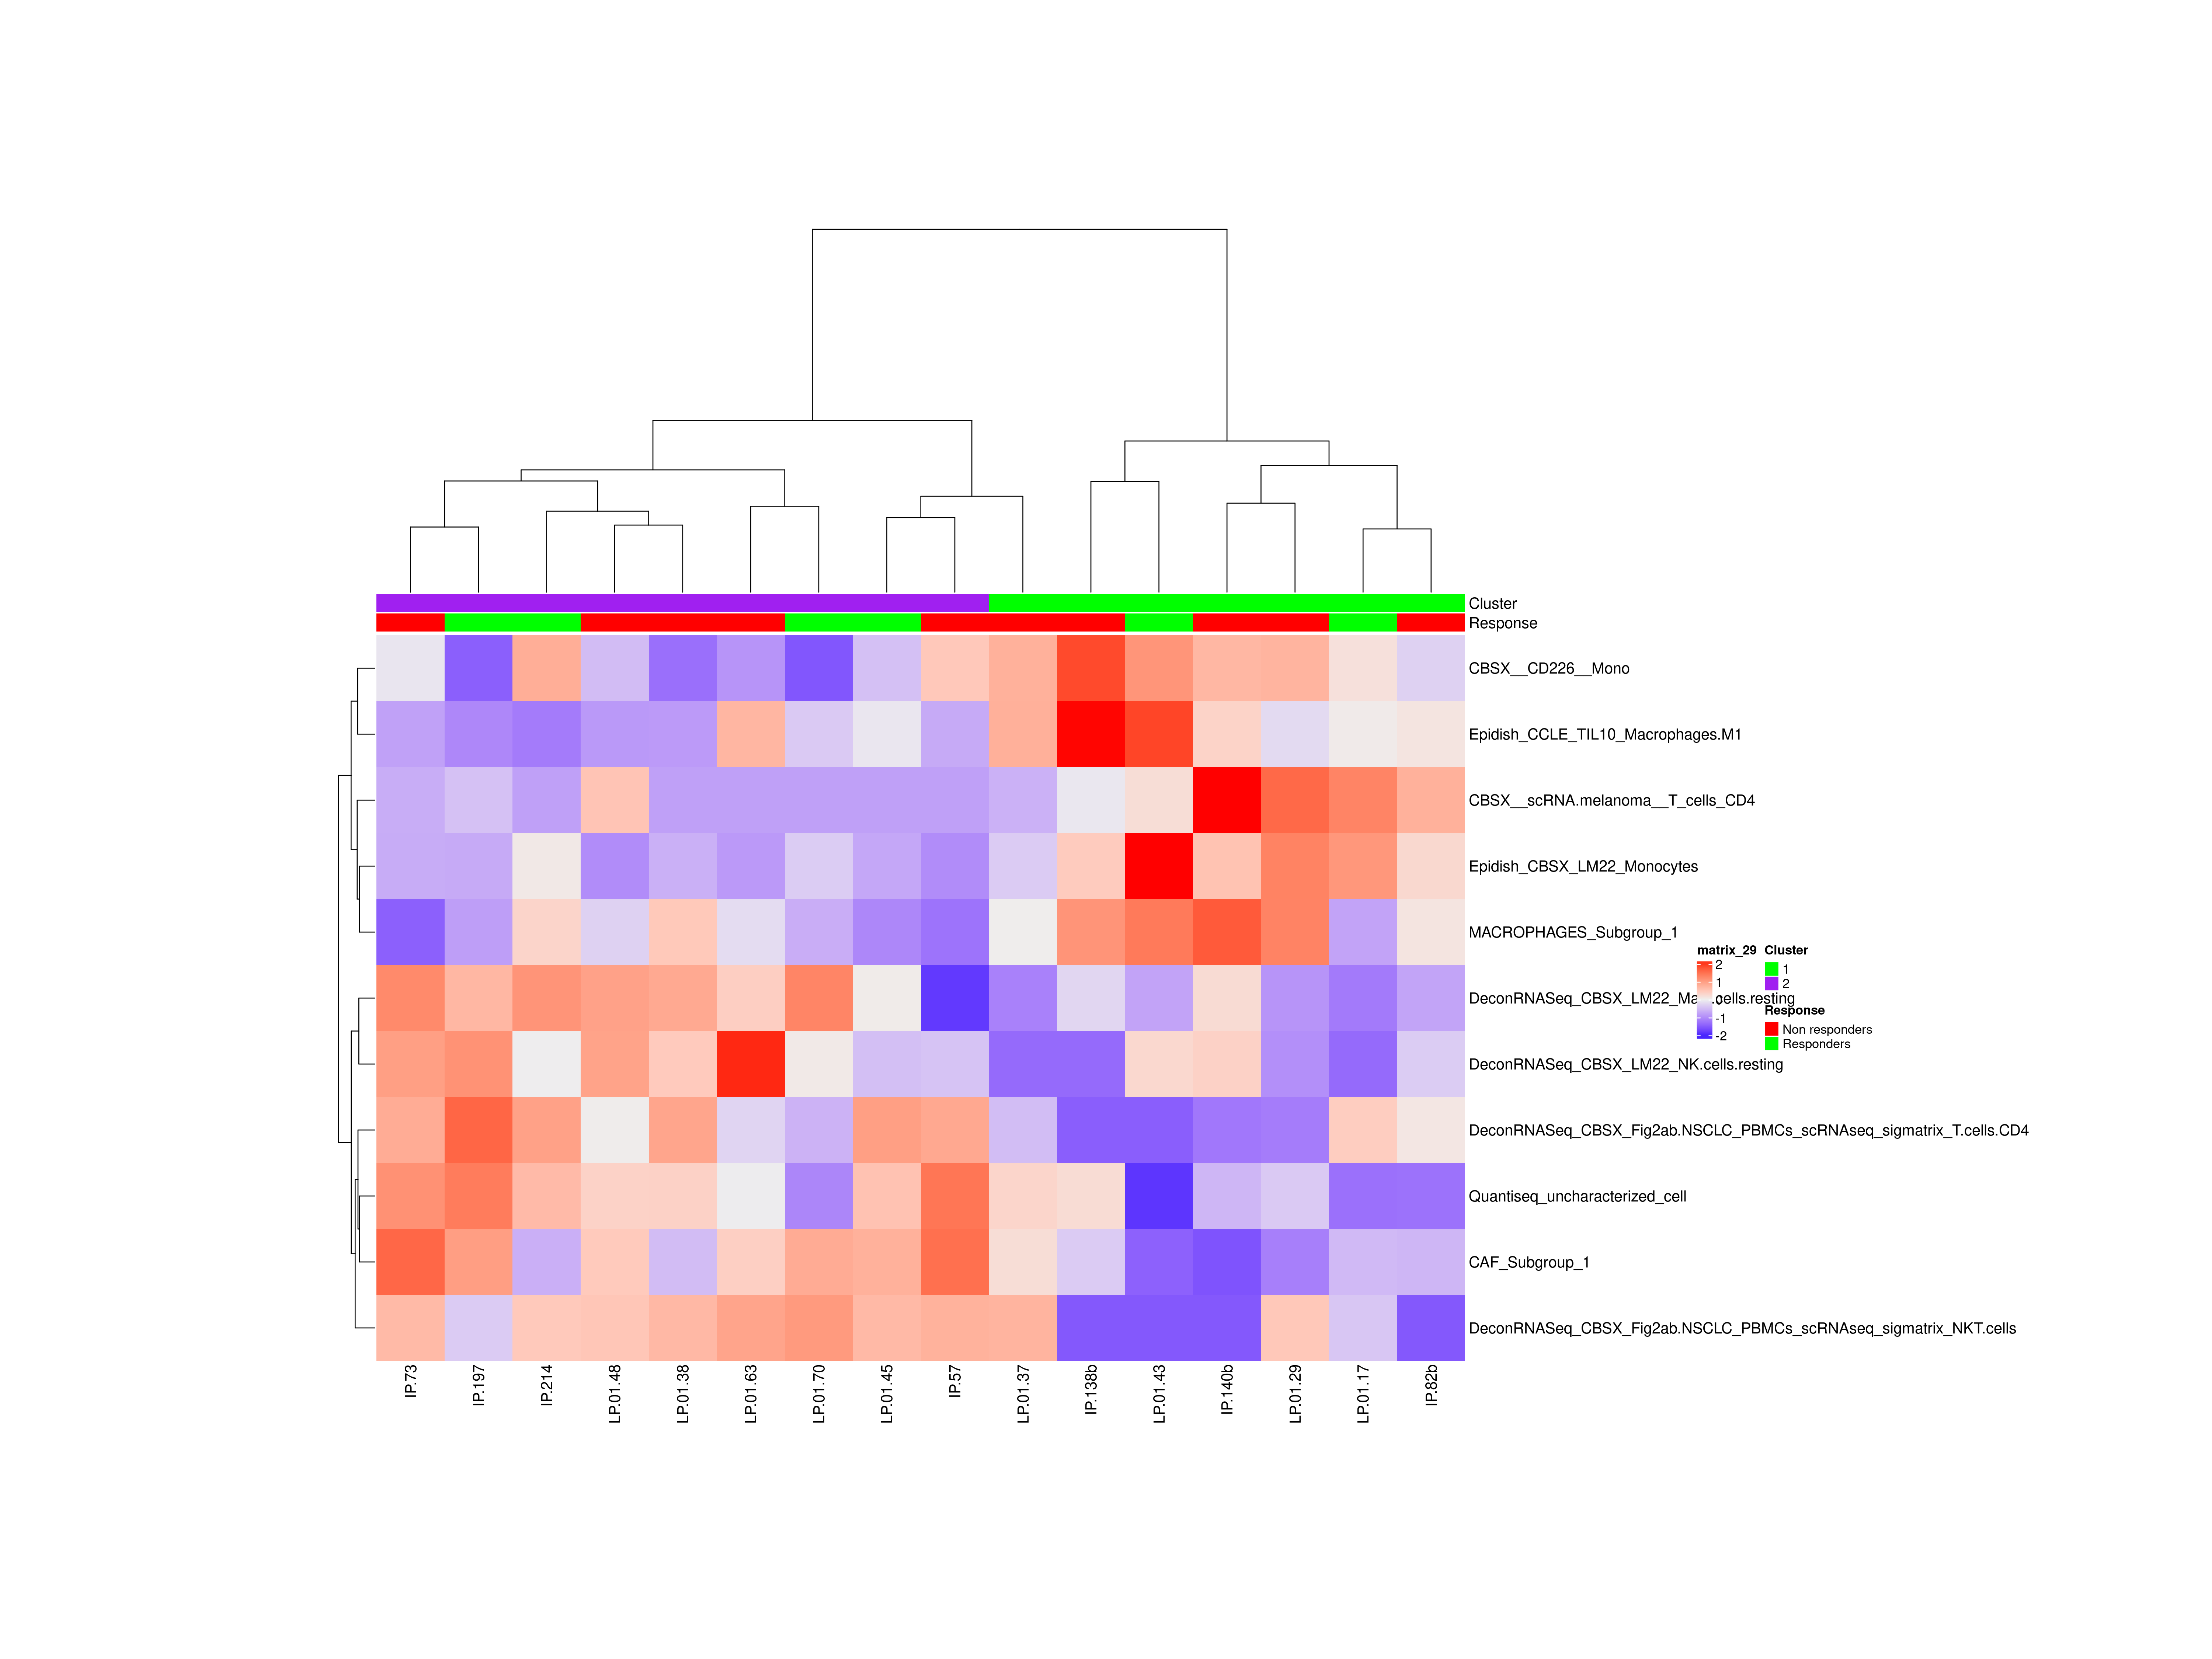 Cluster
Response
CBSX__CD226__Mono
Epidish_CCLE_TIL10_Macrophages.M1
CBSX__scRNA.melanoma__T_cells_CD4
Epidish_CBSX_LM22_Monocytes
MACROPHAGES_Subgroup_1
DeconRNASeq_CBSX_LM22_Ma cells.resting
DeconRNASeq_CBSX_LM22_NK.cells.resting
DeconRNASeq_CBSX_Fig2ab.NSCLC_PBMCs_scRNAseq_sigmatrix_T.cells.CD4
Quantiseq_uncharacterized_cell
CAF_Subgroup_1
DeconRNASeq_CBSX_Fig2ab.NSCLC_PBMCs_scRNAseq_sigmatrix_NKT.cells
matrix_29
2
1
0
-1
-2
Cluster
1
2
Response
Non responders
Responders
IP.73
IP.197
IP.214
LP.01.48
LP.01.38
LP.01.63
LP.01.70
LP.01.45
IP.57
LP.01.37
IP.138b
LP.01.43
IP.140b
LP.01.29
LP.01.17
IP.82b